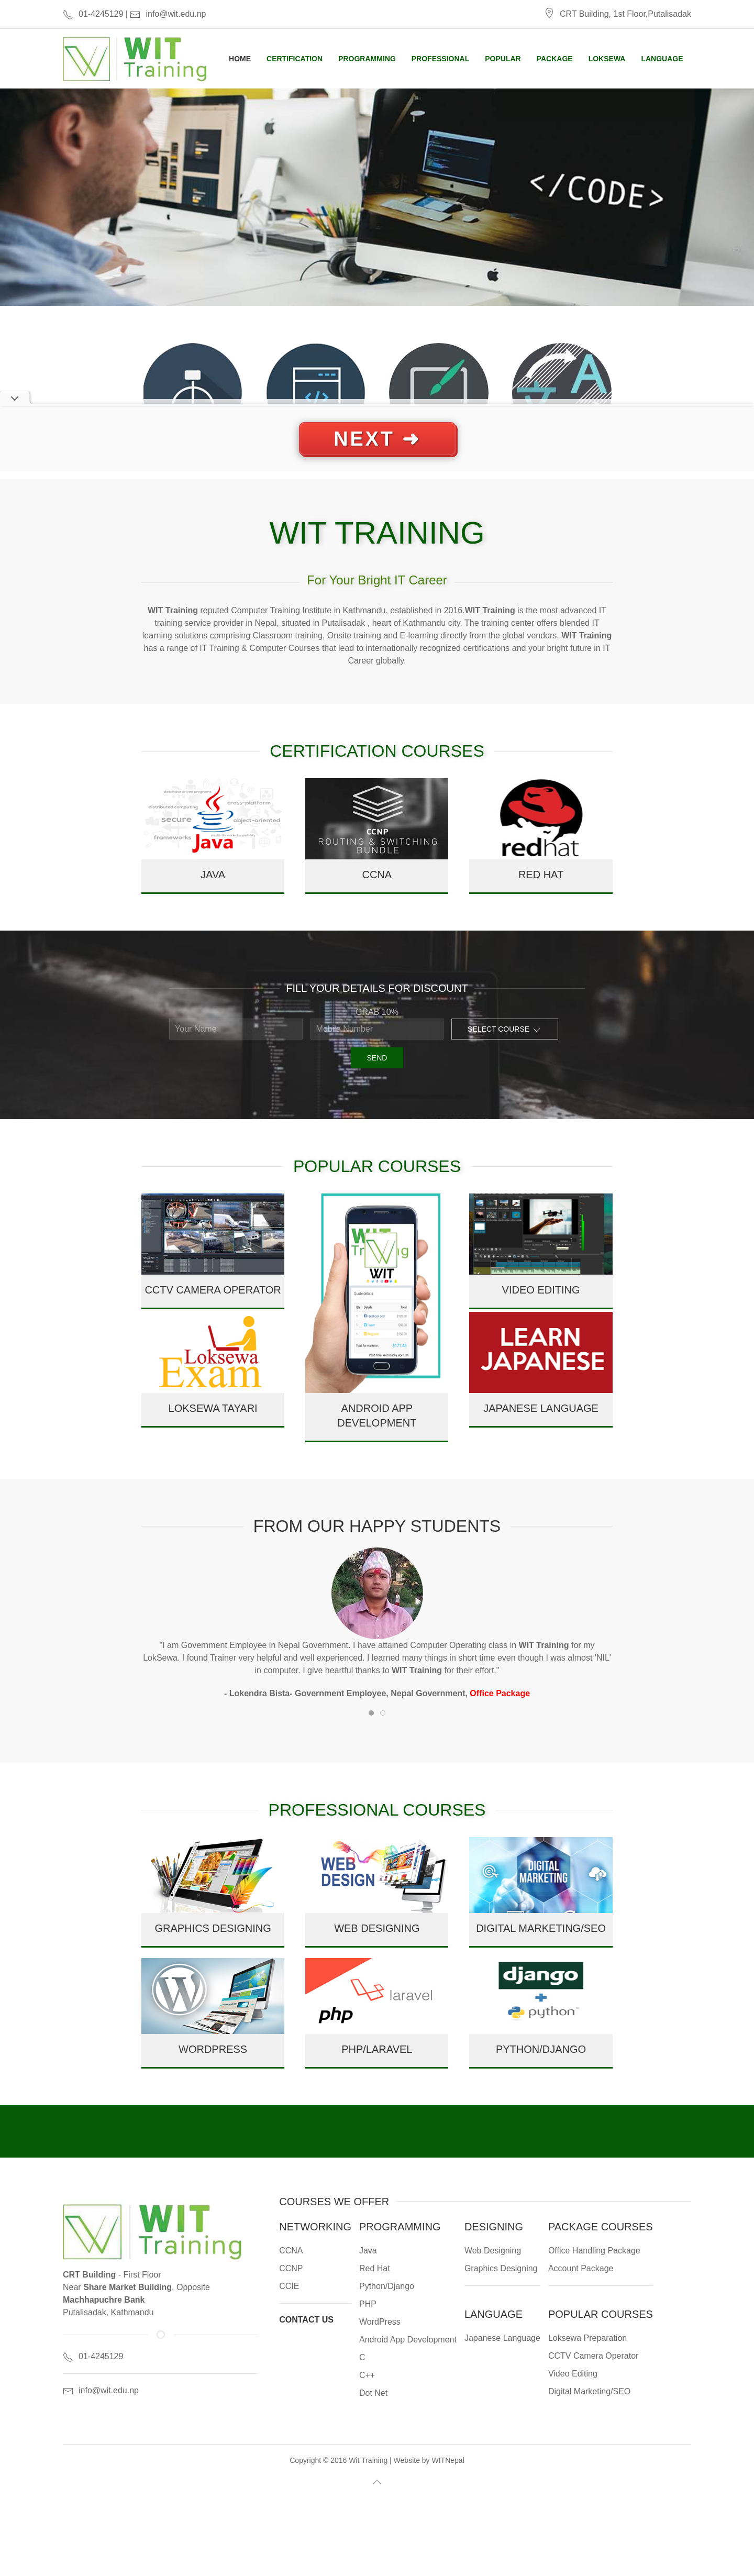 01-4245129 | info@wit.edu.np
CRT Building, 1st Floor,Putalisadak
WIT
Training
HOME CERTIFICATION PROGRAMMING PROFESSIONAL POPULAR PACKAGE LOKSEWA LANGUAGE
</CODE>
A
NEXT ➜
WIT TRAINING
For Your Bright IT Career
WIT Training reputed Computer Training Institute in Kathmandu, established in 2016.WIT Training is the most advanced IT
training service provider in Nepal, situated in Putalisadak , heart of Kathmandu city. The training center offers blended IT
learning solutions comprising Classroom training, Onsite training and E-learning directly from the global vendors. WIT Training
has a range of IT Training & Computer Courses that lead to internationally recognized certifications and your bright future in IT
Career globally.
CERTIFICATION COURSES
cross-platform
secure
object-oriented
frameworks
Java
CCNP
ROUTING & SWITCHING
BUNDLE
redhat
JAVA
CCNA
RED HAT
FILL YOUR DETAILS FOR DISCOUNT
GRAB 10%
Your Name
Mobile Number
SELECT COURSE
SEND
POPULAR COURSES
CCTV CAMERA OPERATOR
WIT
Training
WIT
VIDEO EDITING
Loksewa
Exam
LEARN
JAPANESE
LOKSEWA TAYARI
ANDROID APP
DEVELOPMENT
JAPANESE LANGUAGE
FROM OUR HAPPY STUDENTS
"I am Government Employee in Nepal Government. I have attained Computer Operating class in WIT Training for my
LokSewa. I found Trainer very helpful and well experienced. I learned many things in short time even though I was almost 'NIL'
in computer. I give heartful thanks to WIT Training for their effort."
- Lokendra Bista- Government Employee, Nepal Government, Office Package
PROFESSIONAL COURSES
WEB
DESIGN
DIGITAL
MARKETING
GRAPHICS DESIGNING
WEB DESIGNING
DIGITAL MARKETING/SEO
php
laravel
django
+
python
WORDPRESS
PHP/LARAVEL
PYTHON/DJANGO
WIT
Training
CRT Building - First Floor
Near Share Market Building, Opposite
Machhapuchre Bank
Putalisadak, Kathmandu
01-4245129
info@wit.edu.np
COURSES WE OFFER
NETWORKING
CCNA
CCNP
CCIE
CONTACT US
PROGRAMMING
Java
Red Hat
Python/Django
PHP
WordPress
Android App Development
C
C++
Dot Net
DESIGNING
Web Designing
Graphics Designing
LANGUAGE
Japanese Language
PACKAGE COURSES
Office Handling Package
Account Package
POPULAR COURSES
Loksewa Preparation
CCTV Camera Operator
Video Editing
Digital Marketing/SEO
Copyright © 2016 Wit Training | Website by WITNepal